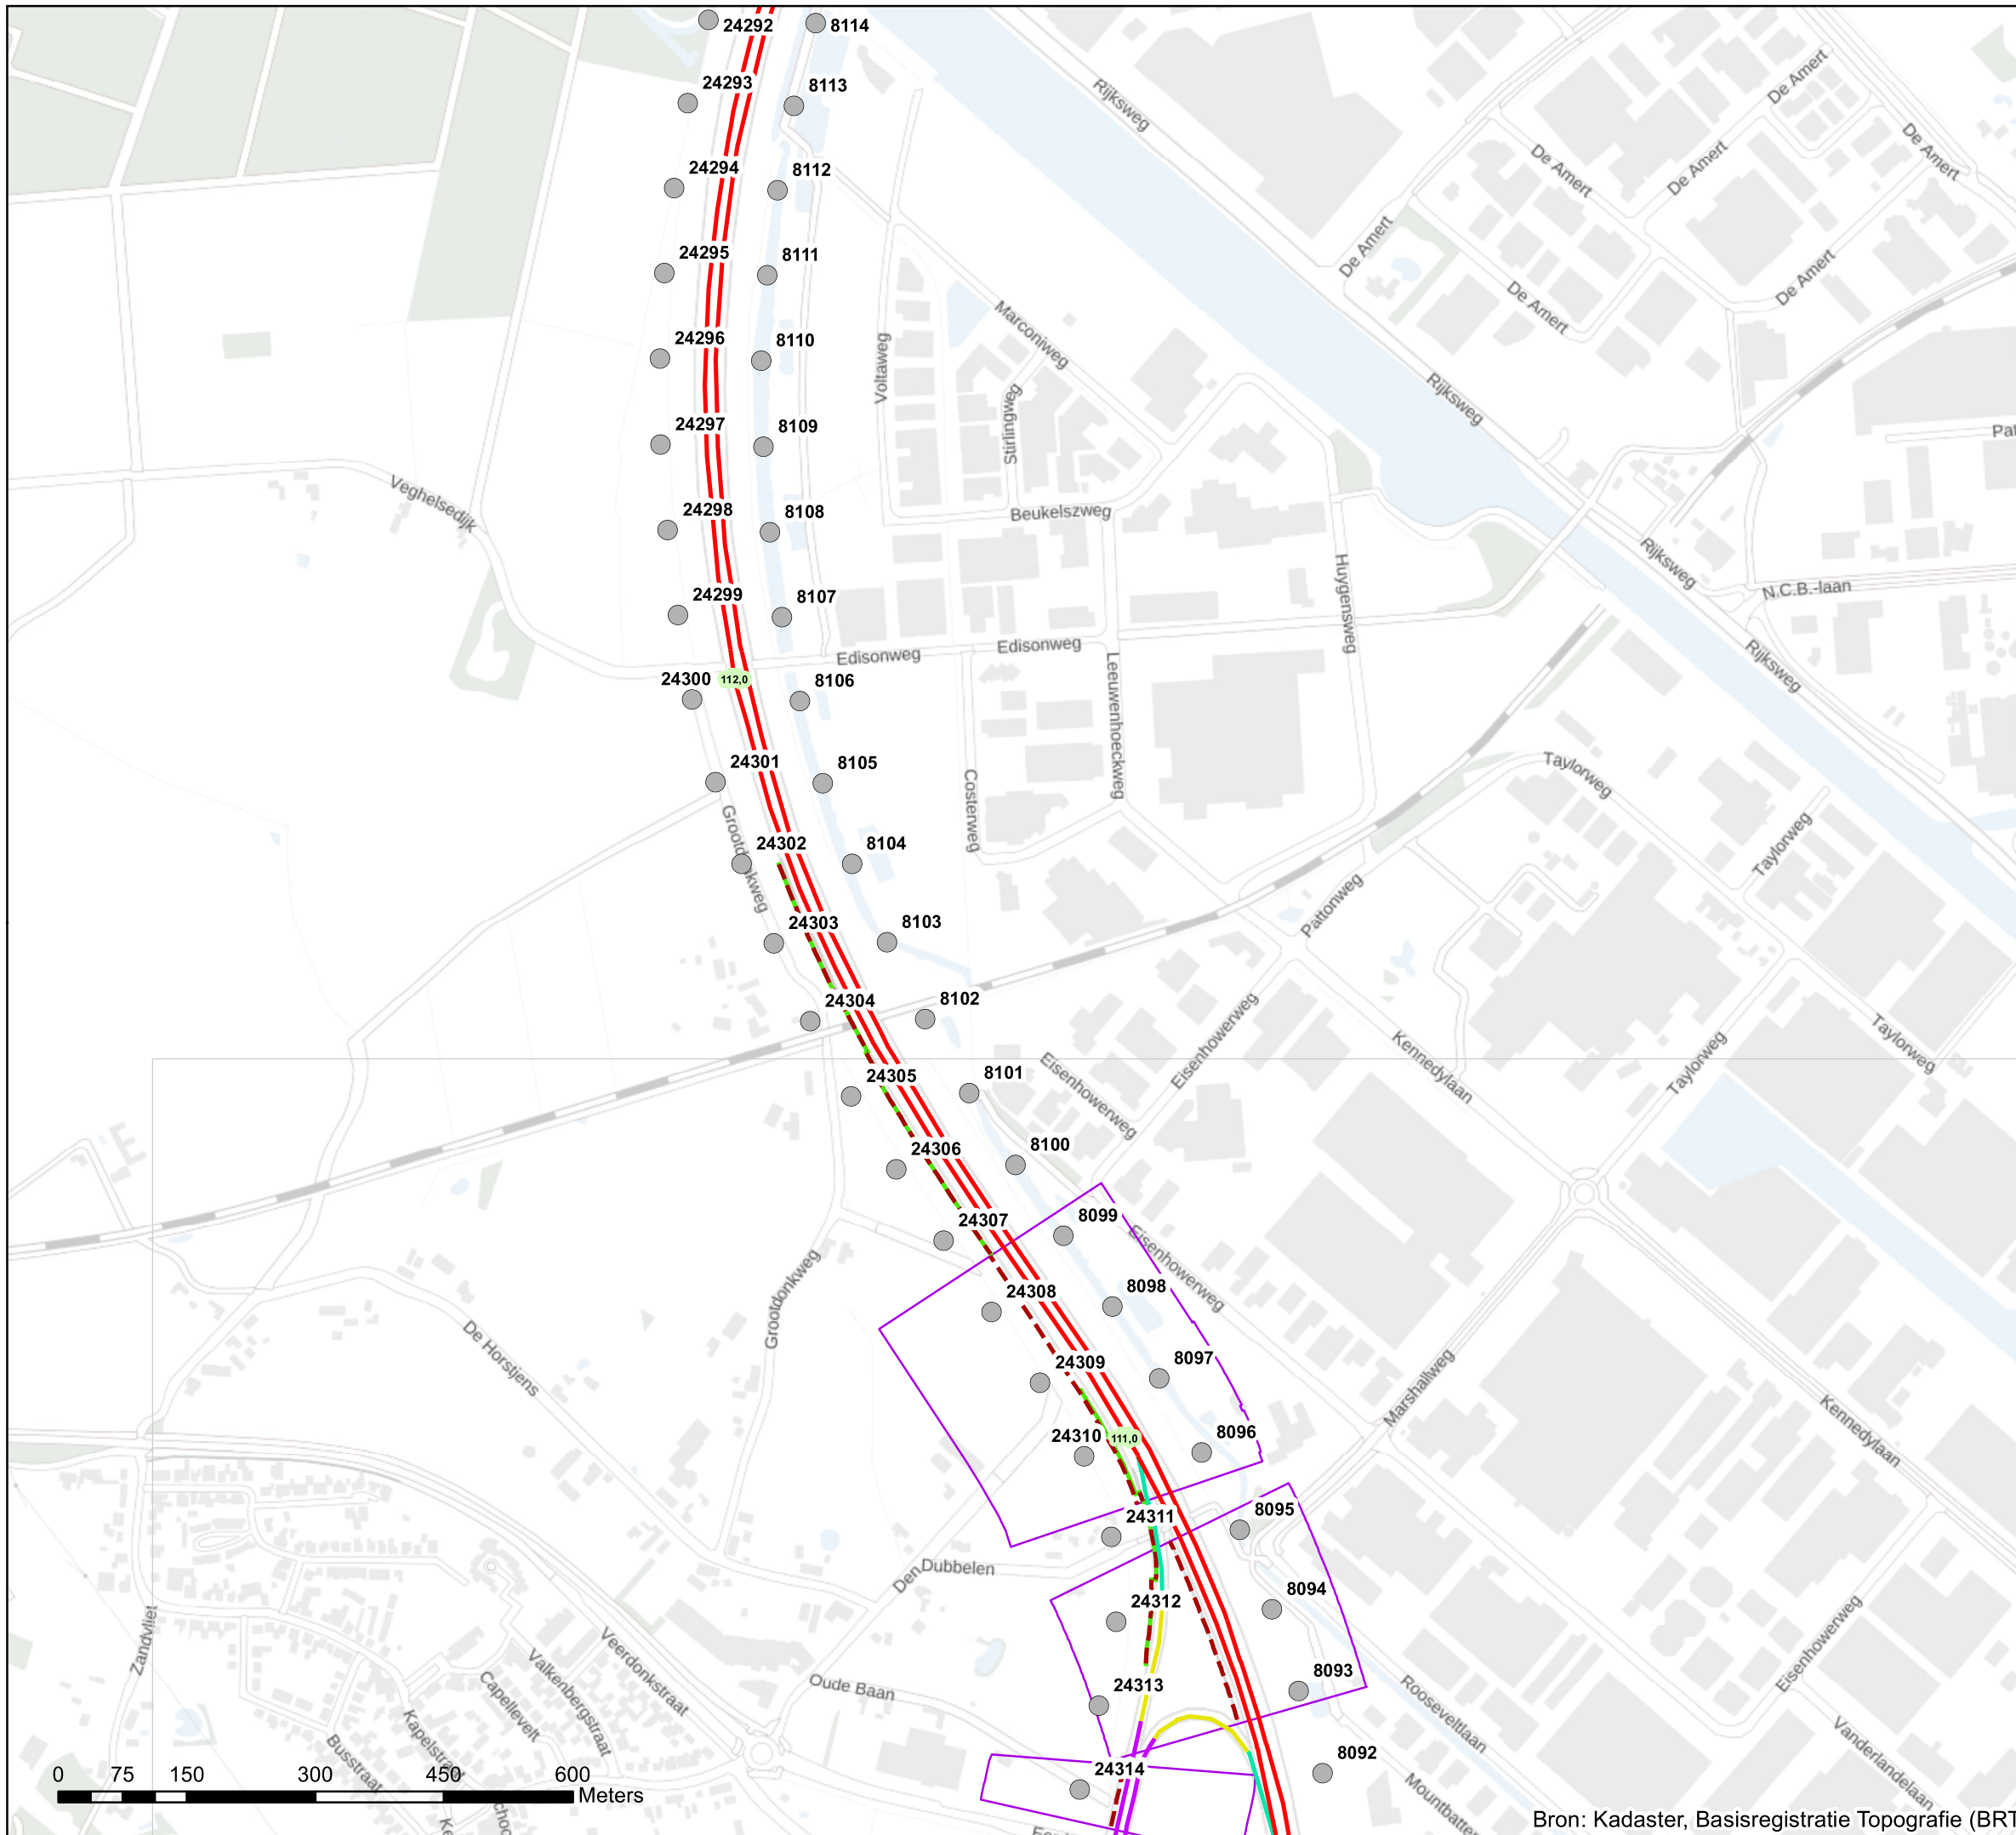 24292
8114
24293
8113
24294
8112
24295
8111
24296
8110
24297
8109
24298
8108
24299
8107
24300
112,0
8106
24301
8105
24302
8104
24303
8103
24304
8102
24305
8101
24306
8100
24307
8099
24308
8098
24309
8097
24310
111,0
8096
24311
8095
24312
8094
24313
8093
24314
8092
Rijksweg
De Amert
De Amert
De Amert
De Amert
De Amert
De Amert
De Amert
Marconiweg
Voltaweg
Stirlingweg
Rijksweg
Veghelsedijk
Beukelszweg
Huygensweg
Rijksweg
N.C.B.-laan
Rijksweg
Edisonweg
Edisonweg
Leeuwenhoeckweg
Costerweg
Taylorweg
Taylorweg
Grootdonkweg
Pattonweg
Eisenhowerweg
Eisenhowerweg
Kennedylaan
Taylorweg
Taylorweg
Eisenhowerweg
Grootdonkweg
De Horstjens
Marshallweg
Kennedylaan
Den Dubbelen
Zandvliet
Veerdonkstraat
Valkenbergstraat
Capellevelt
Kapelstraat
Busstraat
Oude Baan
Eisenhowerweg
Rooseveltlaan
Vanderlandelaan
Mountbatten
Pat
0 75 150 300 450 600
Meters
Bron: Kadaster, Basisregistratie Topografie (BRT